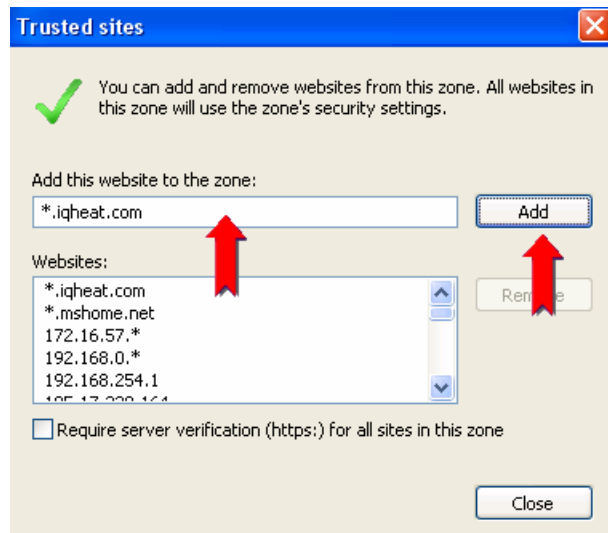 Trusted sites
You can add and remove websites from this zone. All websites in
this zone will use the zone's security settings.
Add this website to the zone:
*.iqheat.com
Add
Websites:
*.iqheat.com
*.mshome.net
172.16.57.*
192.168.0.*
192.168.254.1
Remove
Require server verification (https:) for all sites in this zone
Close